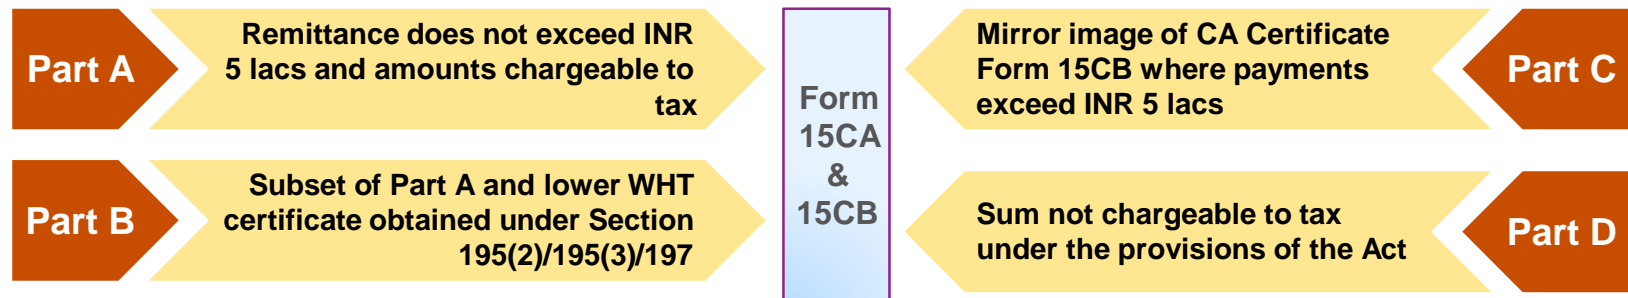 Part A
Remittance does not exceed INR
5 lacs and amounts chargeable to
tax
Part B
Subset of Part A and lower WHT
certificate obtained under Section
195(2)/195(3)/197
Form
15CA
&
15CB
Mirror image of CA Certificate
Form 15CB where payments
exceed INR 5 lacs
Part C
Sum not chargeable to tax
under the provisions of the Act
Part D